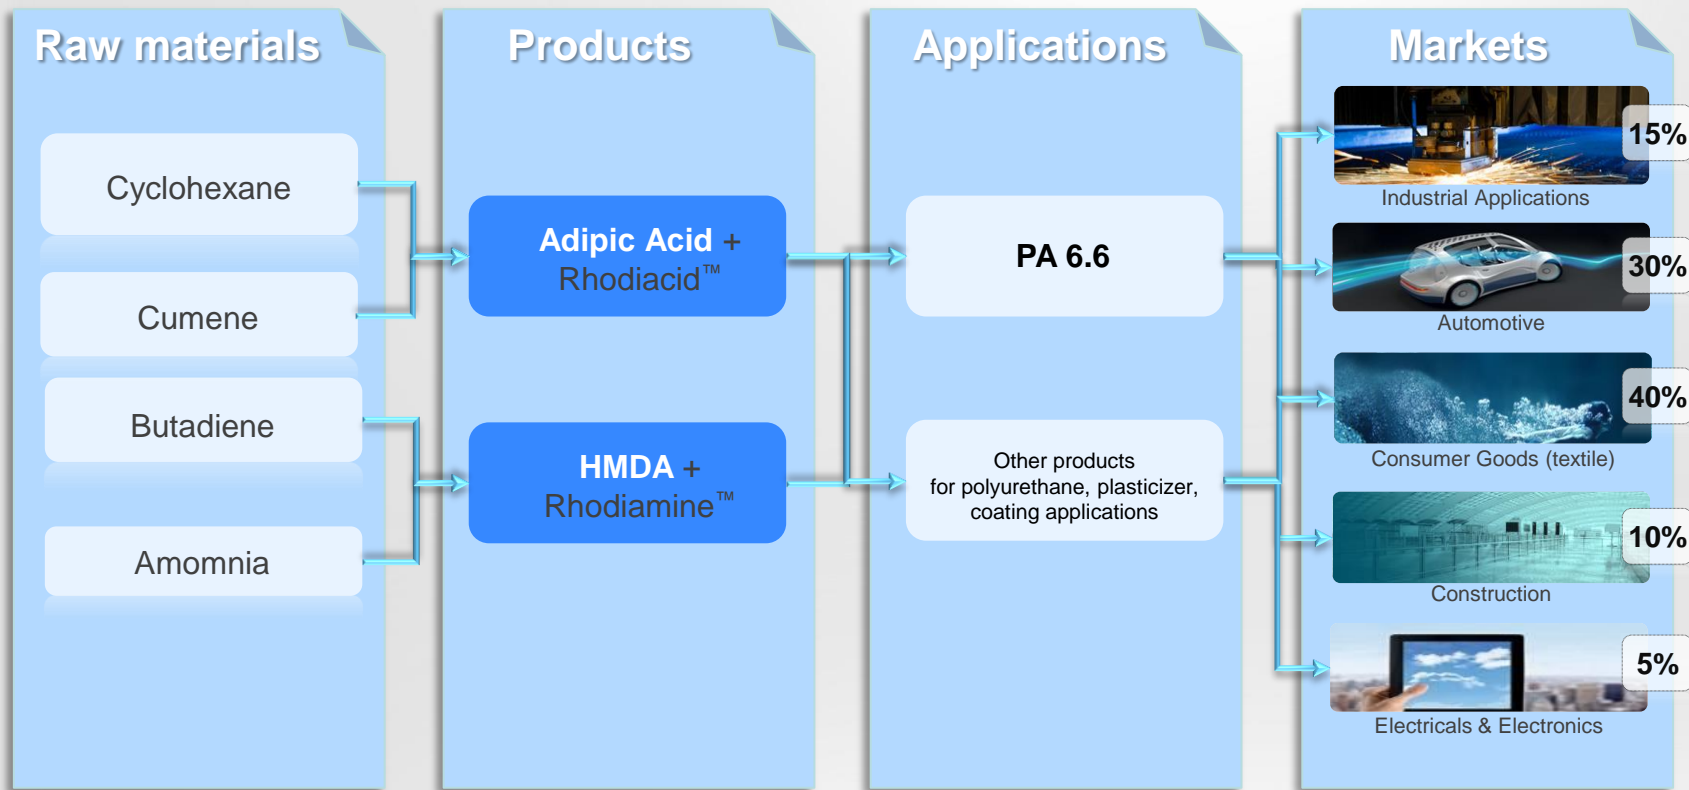 Raw materials
Cyclohexane
Cumene
Butadiene
Amomnia
Products
Adipic Acid +
Rhodiacid™
HMDA +
Rhodiamine™
Applications
PA 6.6
Other products
for polyurethane, plasticizer,
coating applications
Markets
15%
Industrial Applications
30%
Automotive
40%
Consumer Goods (textile)
10%
Construction
5%
Electricals & Electronics